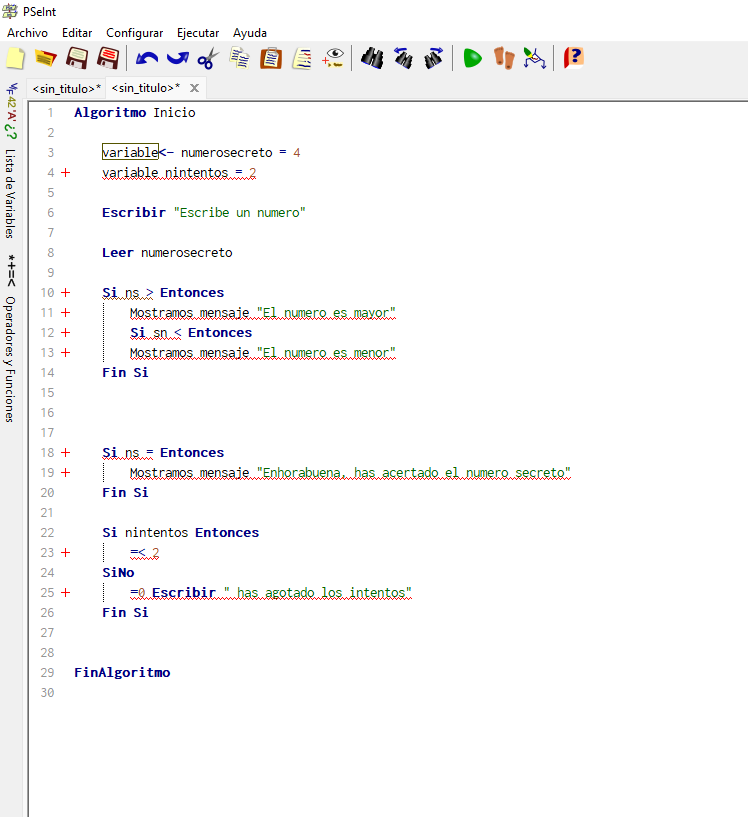 PSeInt
Archivo Editar Configurar Ejecutar Ayuda
<sin_titulo>* <sin_titulo>* X
*+=< Operadores y Funciones
42 'A' ¿? Lista de Variables
1 Algoritmo Inicio
2
3 variable<- numerosecreto = 4
4 variable nintentos = 2
5
6 Escribir "Escribe un numero"
7
8 Leer numerosecreto
9
10 Si ns > Entonces
11 Mostramos mensaje "El numero es mayor"
12 Si sn < Entonces
13 Mostramos mensaje "El numero es menor"
14 Fin Si
15
16
17
18 Si ns = Entonces
19 Mostramos mensaje "Enhorabuena, has acertado el numero secreto"
20 Fin Si
21
22 Si nintentos Entonces
23 =< 2
24 SiNo
25 =0 Escribir " has agotado los intentos"
26 Fin Si
27
28
29 FinAlgoritmo
30